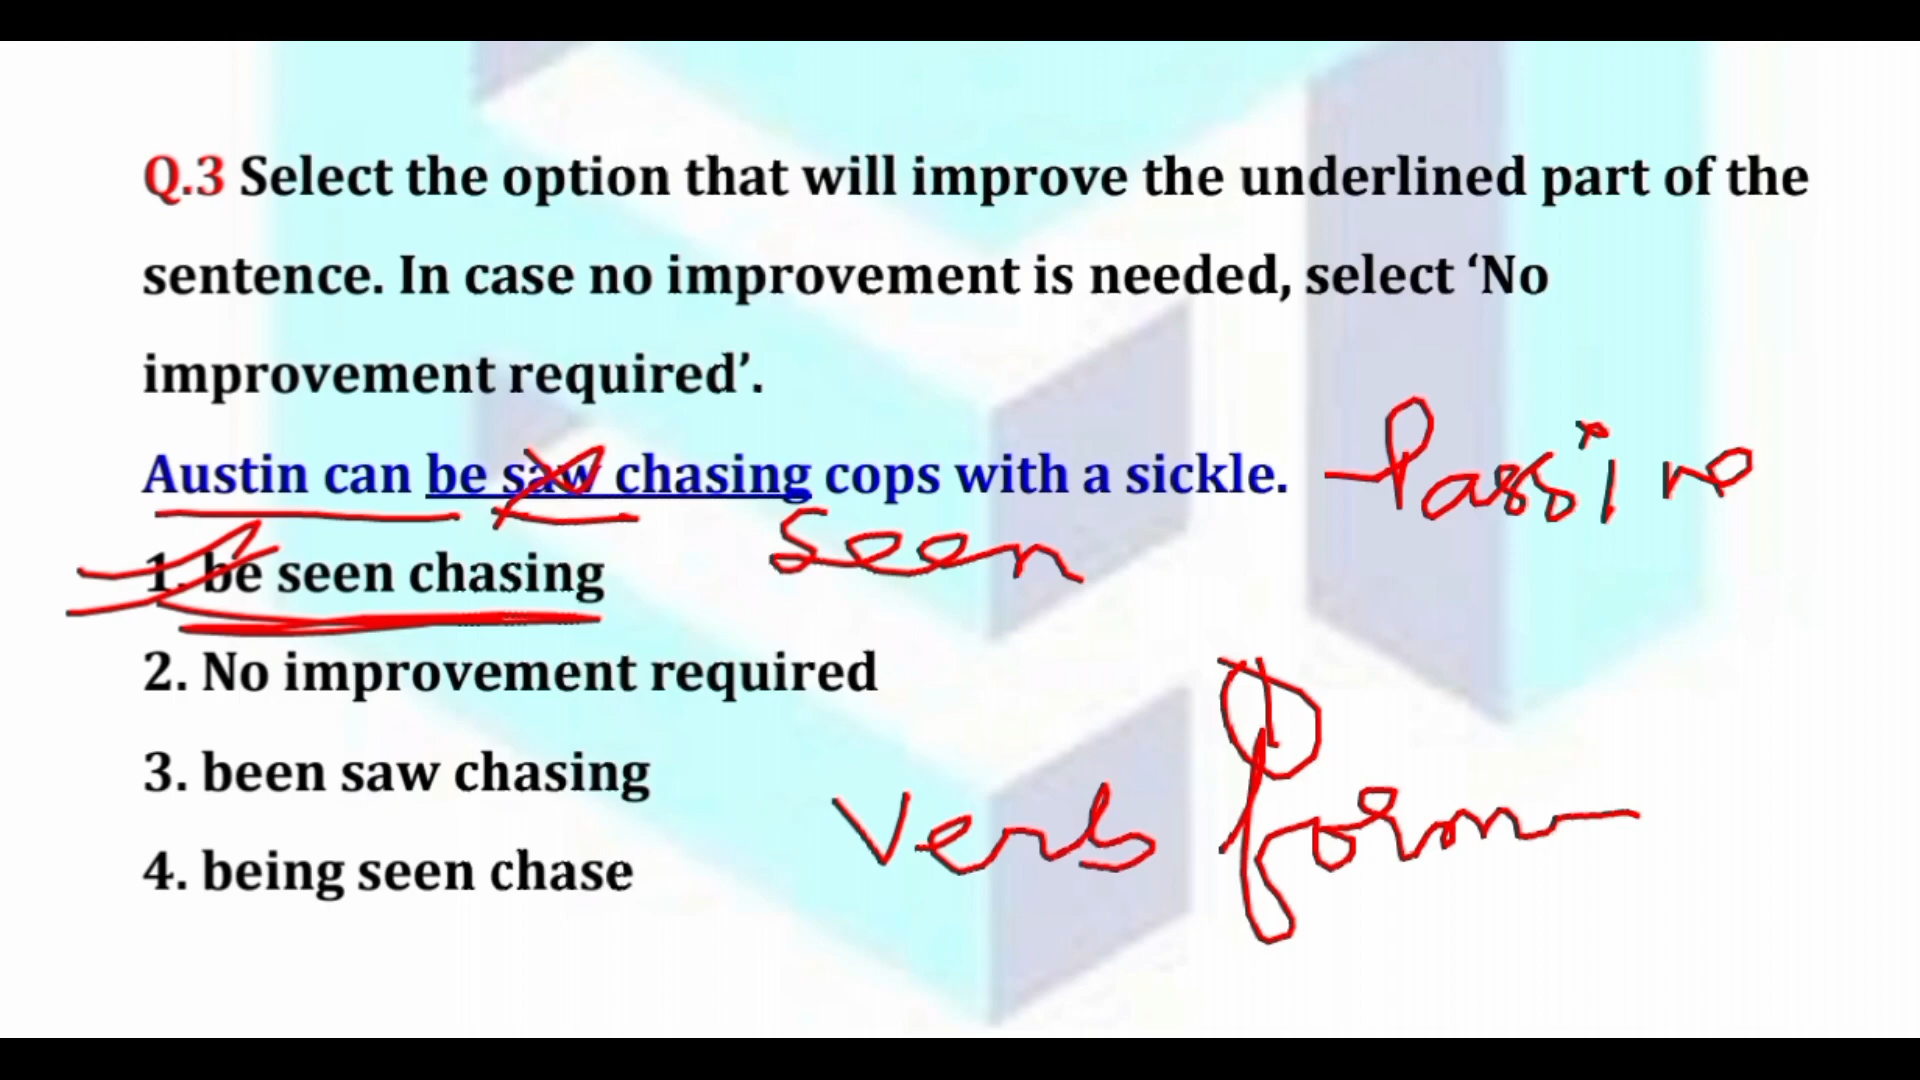 Q.3 Select the option that will improve the underlined part of the
sentence. In case no improvement is needed, select ‘No
improvement required’.
Austin can be saw chasing cops with a sickle.
Passive
seen
1. be seen chasing
2. No improvement required
3. been saw chasing
4. being seen chase
Verb form